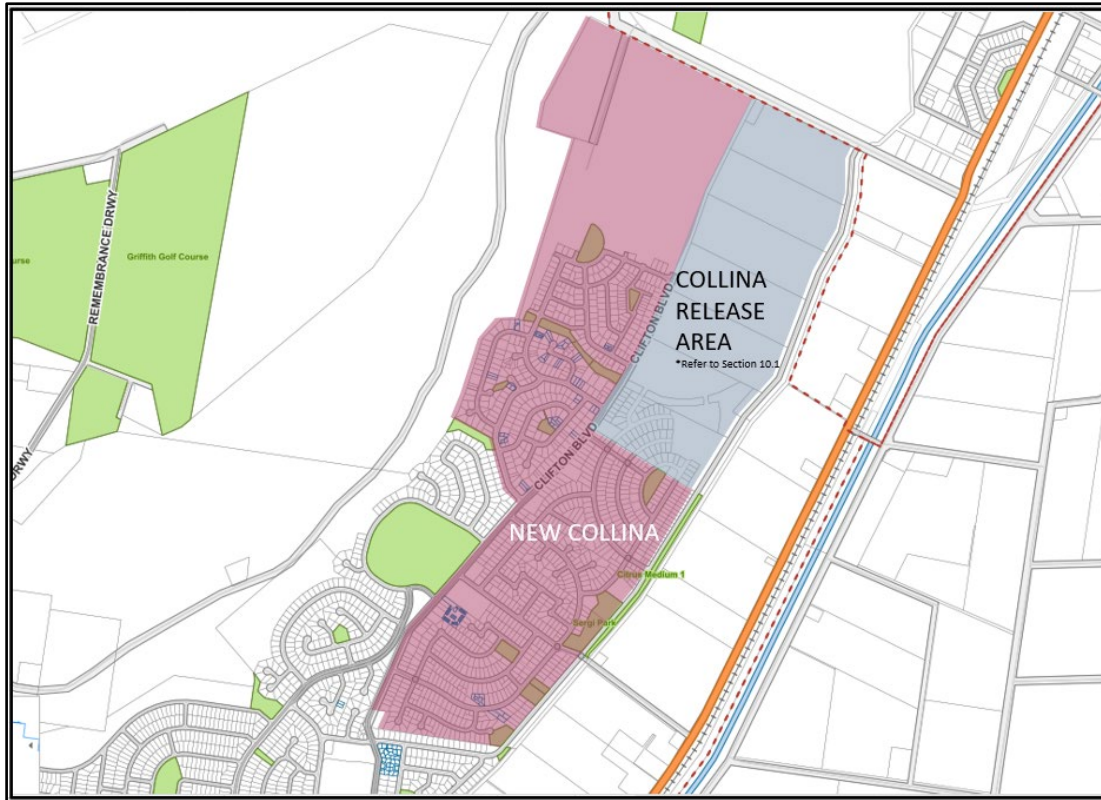 REMEMBRANCE DRWY
urse
Griffith Golf Course
DRWY
CLIFTON BLVD
COLLINA
RELEASE
AREA
*Refer to Section 10.1
CLIFTON BLVD
NEW COLLINA
Citrus Medium 1
Sergi Park